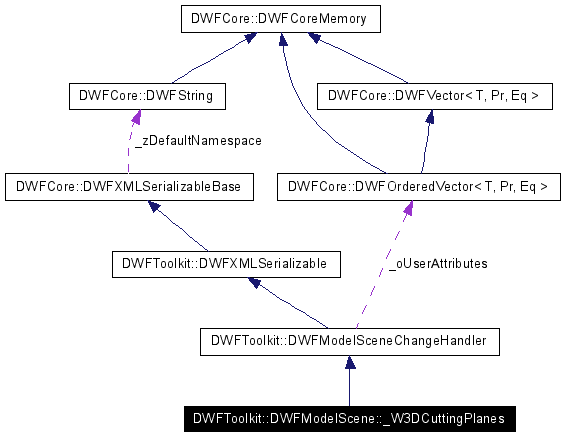 DWFCore::DWFCoreMemory
DWFCore::DWFString
DWFCore::DWFVector< T, Pr, Eq >
_zDefaultNamespace
DWFCore::DWFXMLSerializableBase
DWFCore::DWFOrderedVector< T, Pr, Eq >
DWFToolkit::DWFXMLSerializable
_oUserAttributes
DWFToolkit::DWFModelSceneChangeHandler
DWFToolkit::DWFModelScene::_W3DCuttingPlanes